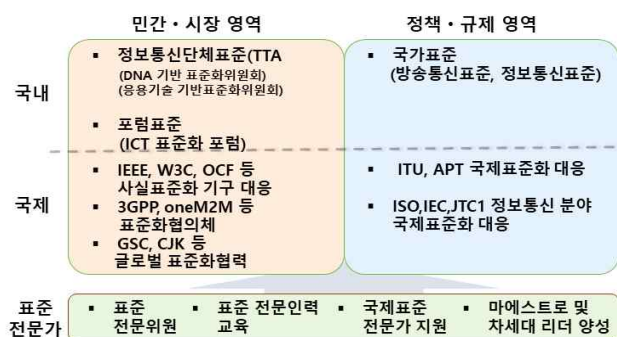 민간·시장 영역
정책·규제 영역
국내
▪ 정보통신단체표준(TTA
(DNA 기반 표준화위원회)
(응용기술 기반표준화위원회)
▪ 포럼표준
(ICT 표준화 포럼)
▪ 국가표준
(방송통신표준, 정보통신표준)
국제
▪ IEEE, W3C, OCF 등
사실표준화 기구 대응
▪ 3GPP, oneM2M 등
표준화협의체
▪ GSC, CJK 등
글로벌 표준화협력
▪ ITU, APT 국제표준화 대응
▪ ISO,IEC,JTC1 정보통신 분야
국제표준화 대응
표준
전문가
▪ 표준
전문위원
▪ 표준 전문인력
교육
▪ 국제표준
전문가 지원
▪ 마에스트로 및
차세대 리더 양성